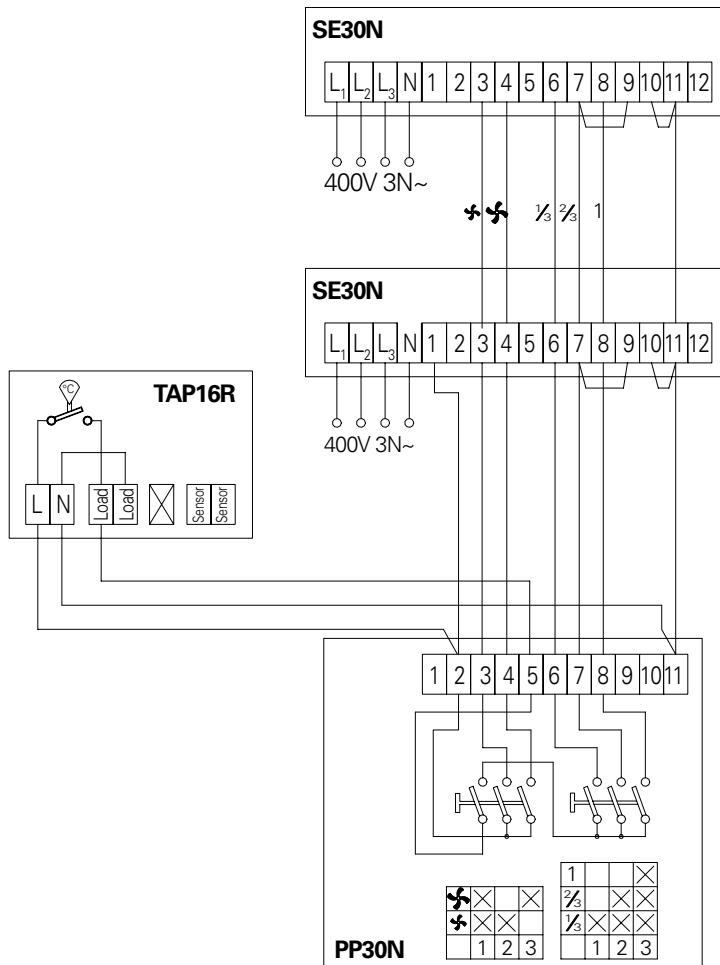 SE30N
L₁ L₂ L₃ N 1 2 3 4 5 6 7 8 9 10 11 12
400V 3N~
⅓ ⅔ 1
SE30N
L₁ L₂ L₃ N 1 2 3 4 5 6 7 8 9 10 11 12
400V 3N~
°C
TAP16R
L N Load Load Sensor Sensor
1 2 3 4 5 6 7 8 9 10 11
1
⅔
⅓
1 2 3
1 2 3
PP30N